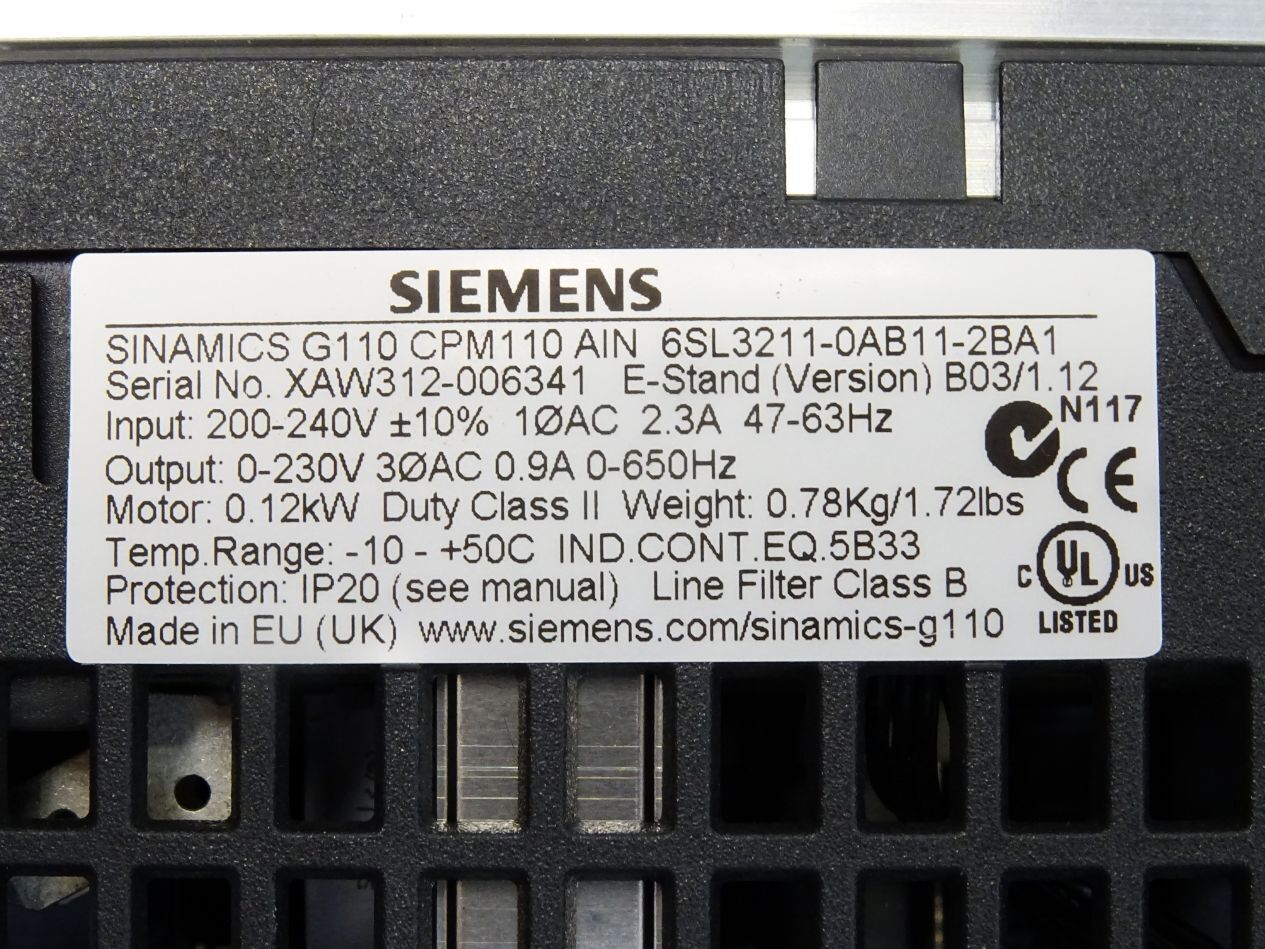 SIEMENS
SINAMICS G110 CPM110 AIN 6SL3211-0AB11-2BA1
Serial No. XAW312-006341 E-Stand (Version) B03/1.12
Input: 200-240V ±10% 1ØAC 2.3A 47-63Hz
N117
Output: 0-230V 3ØAC 0.9A 0-650Hz
CE
Motor: 0.12kW Duty Class II Weight: 0.78Kg/1.72lbs
Temp.Range: -10 - +50C IND.CONT.EQ.5B33
Protection: IP20 (see manual) Line Filter Class B
C UL US
LISTED
Made in EU (UK) www.siemens.com/sinamics-g110